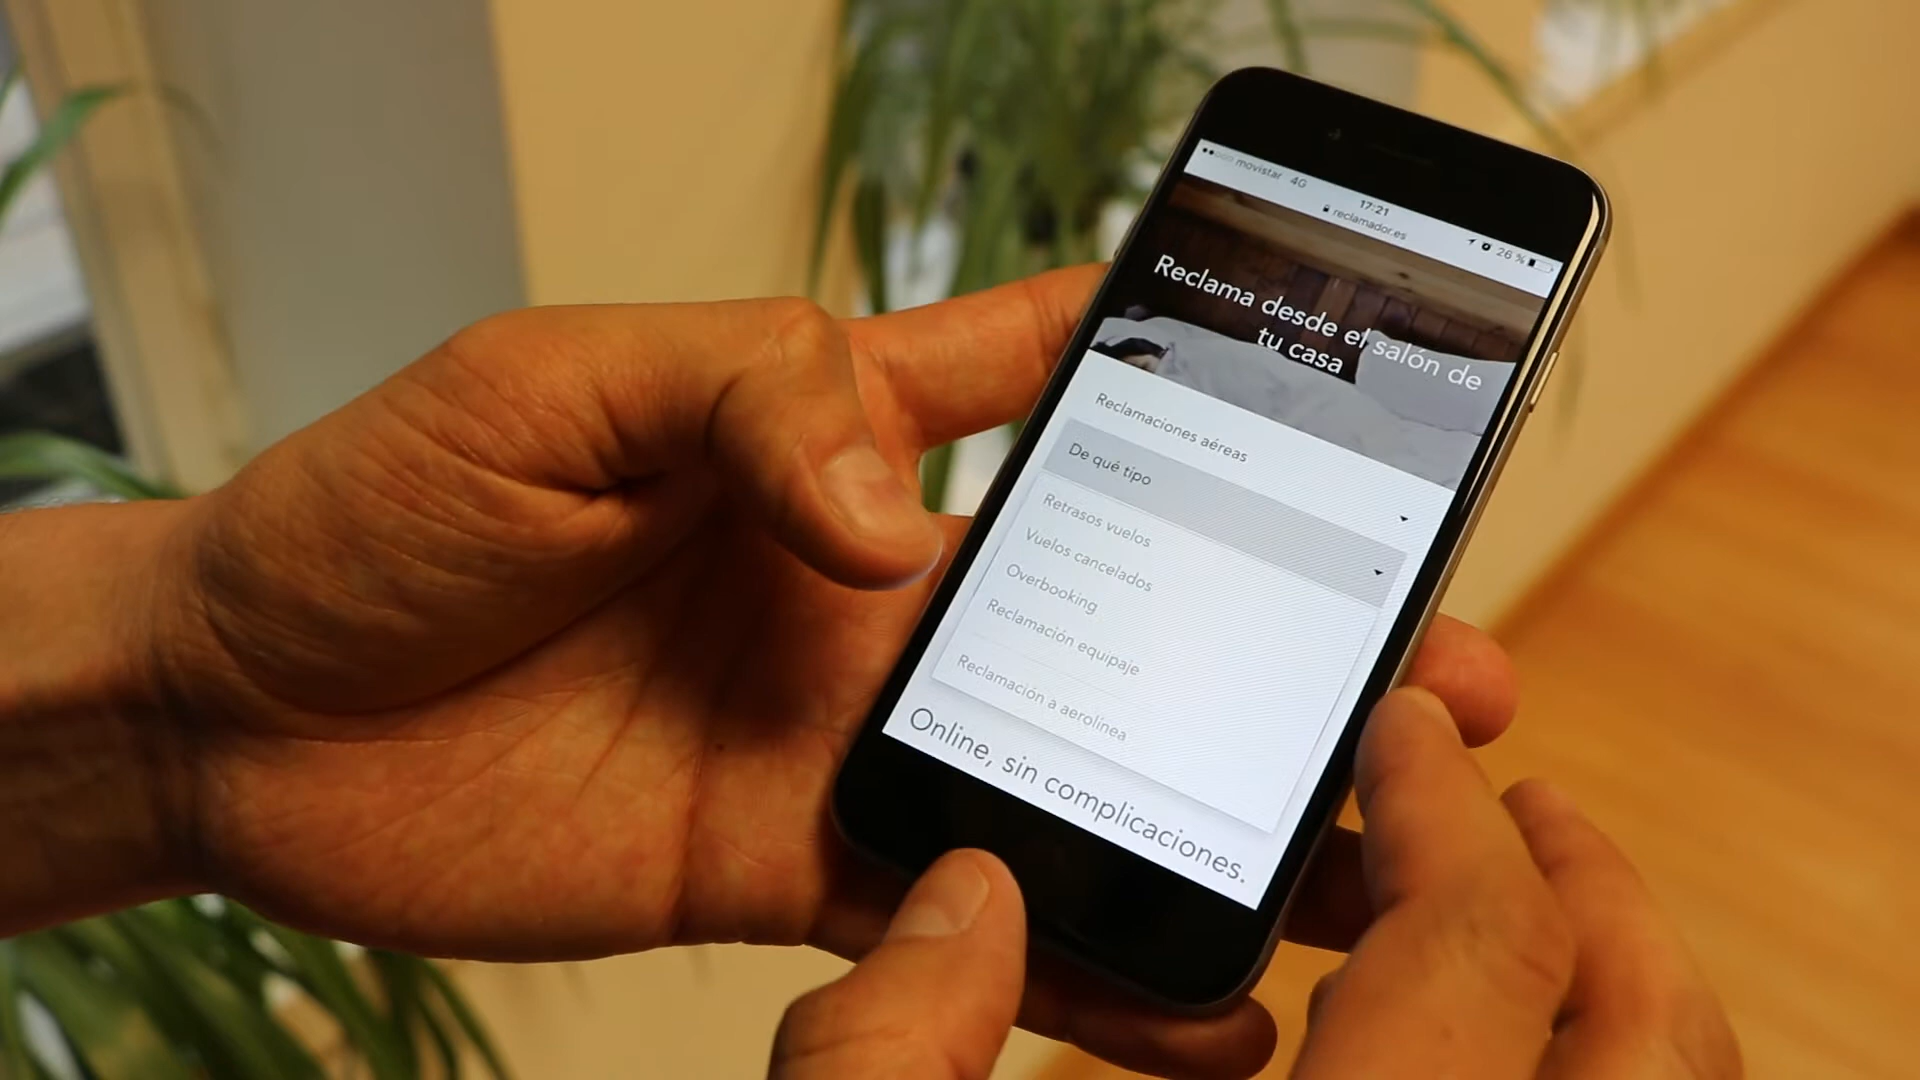 movistar 4G
17:21
26 %
reclamador.es
Reclama desde el salón de
tu casa
Reclamaciones aéreas
De qué tipo
Retrasos vuelos
Vuelos cancelados
Overbooking
Reclamación equipaje
Reclamación a aerolínea
Online, sin complicaciones.